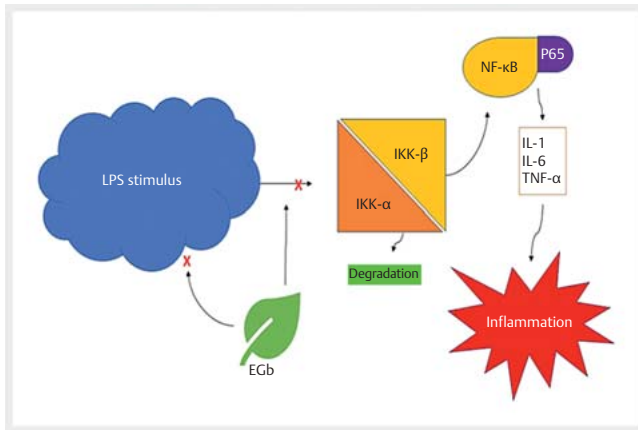 P65
NF-κB
IKK-β
IL-1
IL-6
TNF-α
LPS stimulus
X
IKK-α
X
Degradation
Inflammation
EGb